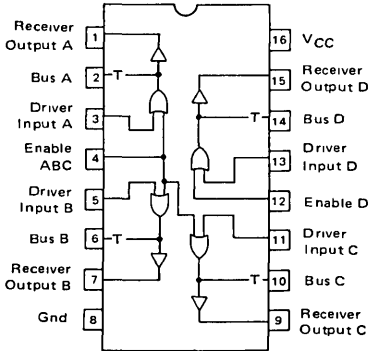 Receiver
Output A
1
Bus A
2
T
Driver
Input A
3
Enable
ABC
4
Driver
Input B
5
Bus B
6
T
Receiver
Output B
7
Gnd
8
16
VCC
15
Receiver
Output D
T
14
Bus D
13
Driver
Input D
12
Enable D
11
Driver
Input C
T
10
Bus C
9
Receiver
Output C